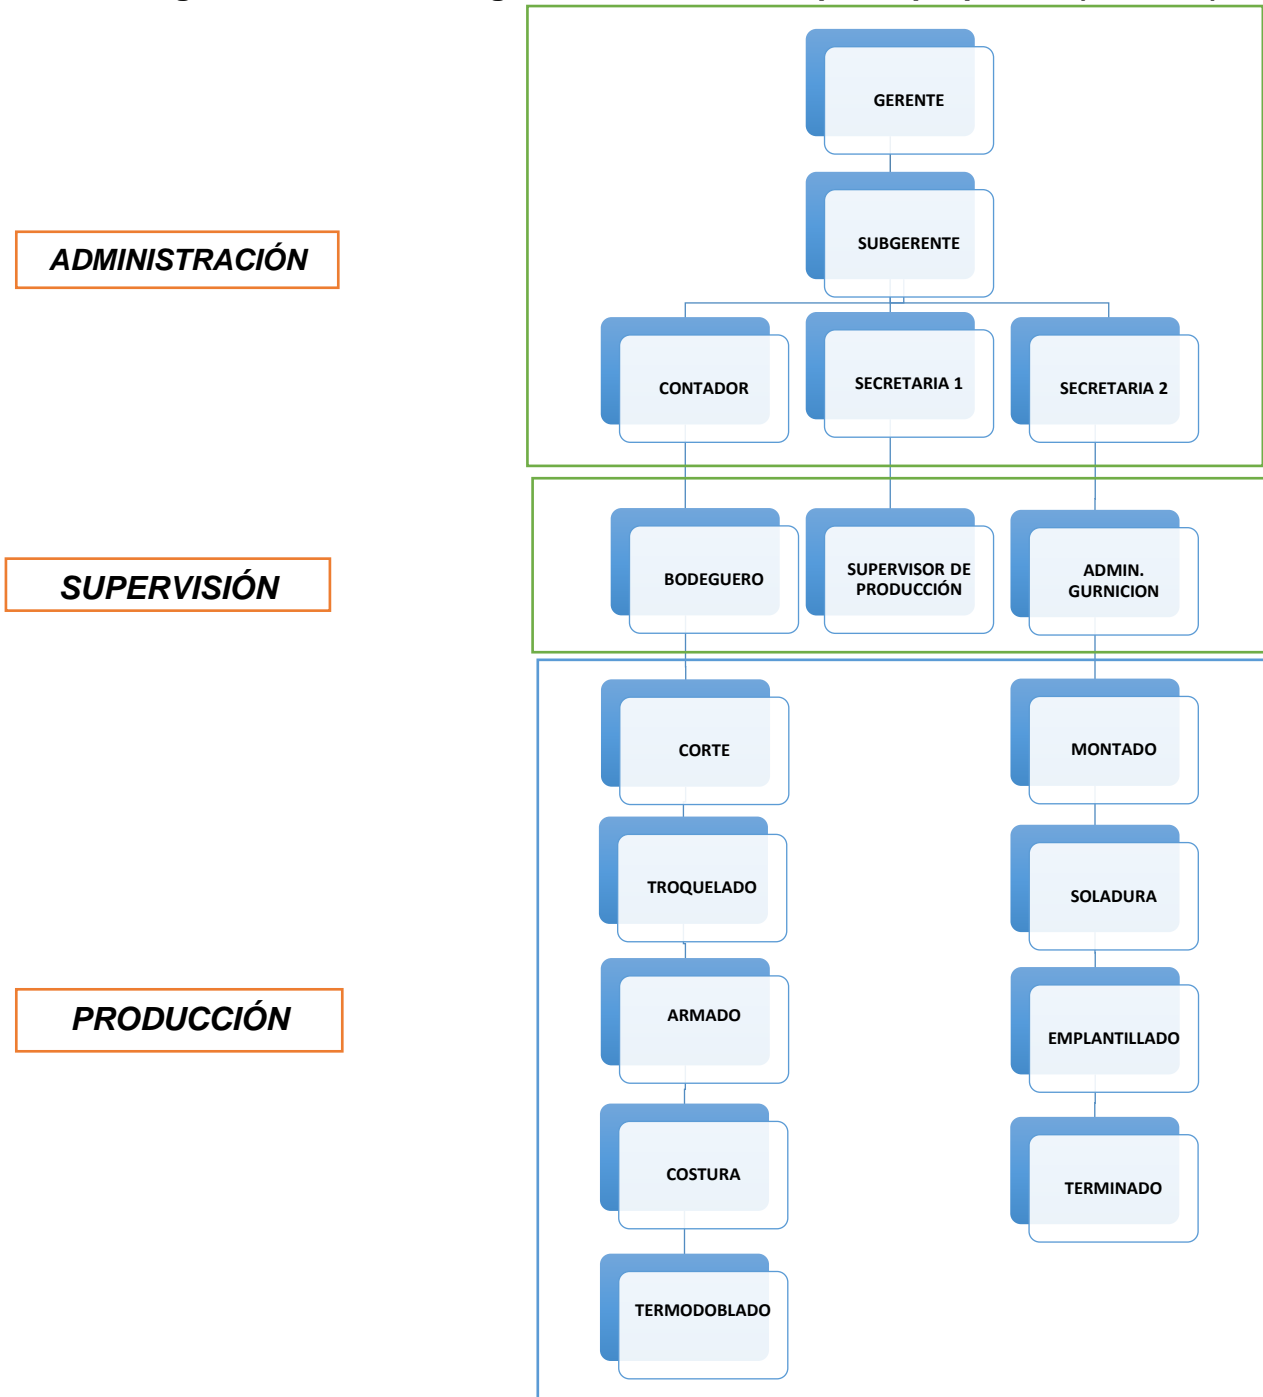 GERENTE
SUBGERENTE
ADMINISTRACIÓN
CONTADOR
SECRETARIA 1
SECRETARIA 2
SUPERVISIÓN
BODEGUERO
SUPERVISOR DE
PRODUCCIÓN
ADMIN.
GURNICION
PRODUCCIÓN
CORTE
TROQUELADO
ARMADO
COSTURA
TERMODOBLADO
MONTADO
SOLADURA
EMPLANTILLADO
TERMINADO